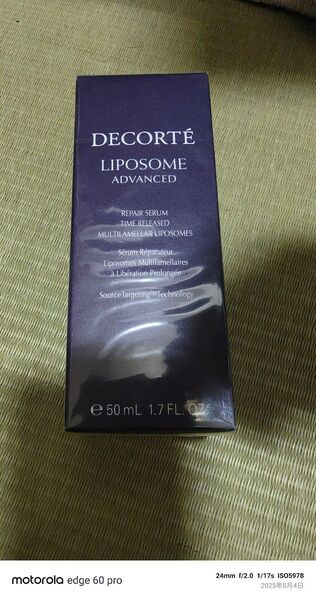 DECORTÉ
LIPOSOME
ADVANCED
REPAIR SERUM
TIME RELEASED
MULTILAMELLAR LIPOSOMES
Sérum Réparateur
Liposomes Multilamellaires
à Libération Prolongée
SourceTargeting™Technology
℮ 50 mL 1.7 FL. OZ
motorola edge 60 pro
24mm f/2.0 1/17s ISO5978
2025年8月4日